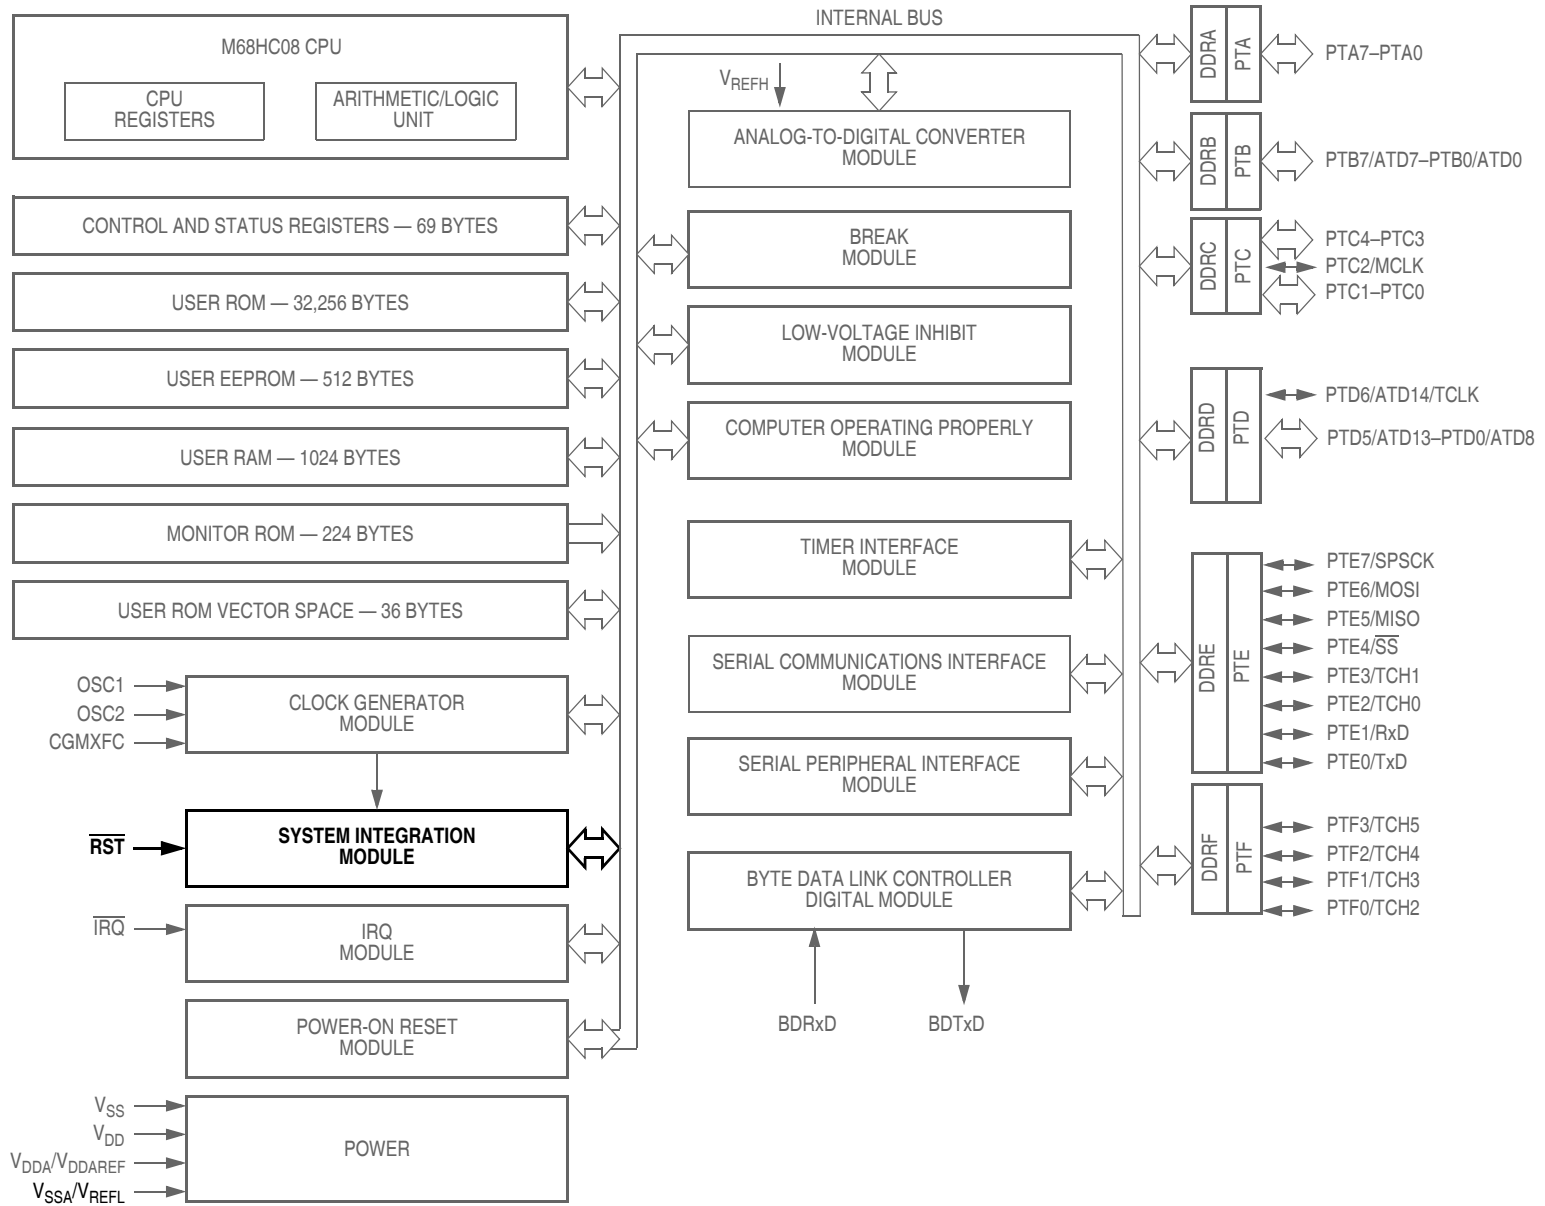 INTERNAL BUS
M68HC08 CPU
CPU
REGISTERS
ARITHMETIC/LOGIC
UNIT
CONTROL AND STATUS REGISTERS — 69 BYTES
USER ROM — 32,256 BYTES
USER EEPROM — 512 BYTES
USER RAM — 1024 BYTES
MONITOR ROM — 224 BYTES
USER ROM VECTOR SPACE — 36 BYTES
OSC1
OSC2
CGMXFC
CLOCK GENERATOR
MODULE
RST
SYSTEM INTEGRATION
MODULE
IRQ
IRQ
MODULE
POWER-ON RESET
MODULE
VSS
VDD
VDDA/VDDAREF
VSSA/VREFL
POWER
VREFH
ANALOG-TO-DIGITAL CONVERTER
MODULE
BREAK
MODULE
LOW-VOLTAGE INHIBIT
MODULE
COMPUTER OPERATING PROPERLY
MODULE
TIMER INTERFACE
MODULE
SERIAL COMMUNICATIONS INTERFACE
MODULE
SERIAL PERIPHERAL INTERFACE
MODULE
BYTE DATA LINK CONTROLLER
DIGITAL MODULE
BDRxD
BDTxD
DDRA
PTA
PTA7–PTA0
DDRB
PTB
PTB7/ATD7–PTB0/ATD0
DDRC
PTC
PTC4–PTC3
PTC2/MCLK
PTC1–PTC0
DDRD
PTD
PTD6/ATD14/TCLK
PTD5/ATD13–PTD0/ATD8
DDRE
PTE
PTE7/SPSCK
PTE6/MOSI
PTE5/MISO
PTE4/SS
PTE3/TCH1
PTE2/TCH0
PTE1/RxD
PTE0/TxD
DDRF
PTF
PTF3/TCH5
PTF2/TCH4
PTF1/TCH3
PTF0/TCH2